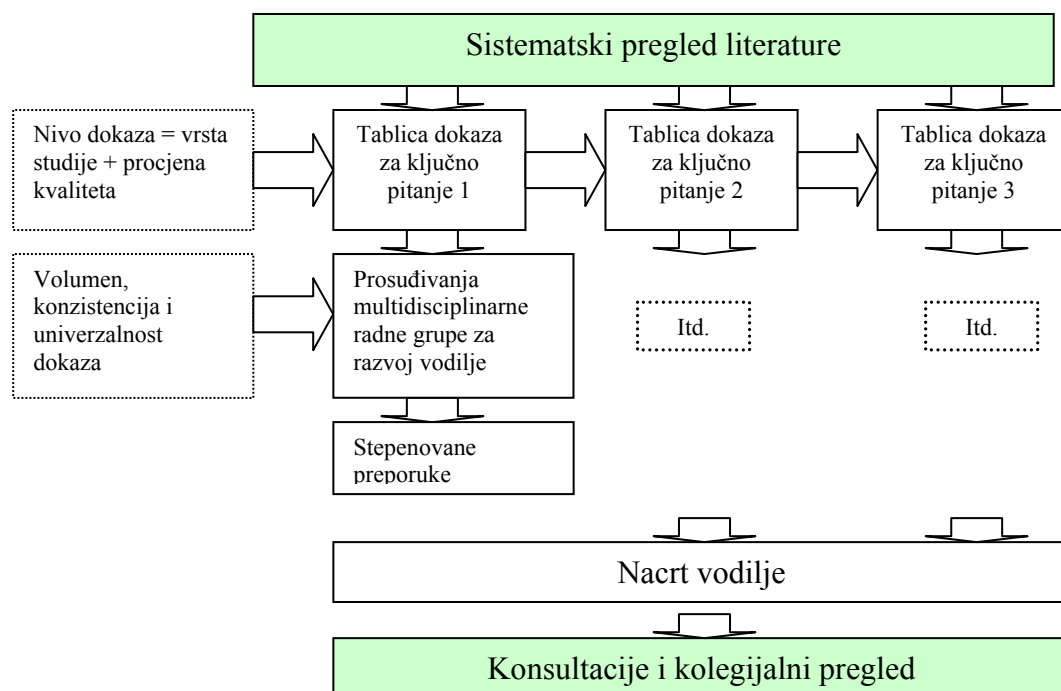 Sistematski pregled literature
Nivo dokaza = vrsta
studije + procjena
kvaliteta
Tablica dokaza
za ključno
pitanje 1
Tablica dokaza
za ključno
pitanje 2
Tablica dokaza
za ključno
pitanje 3
Volumen,
konzistencija i
univerzalnost
dokaza
Prosuđivanja
multidisciplinarne
radne grupe za
razvoj vodilje
Itd.
Itd.
Stepenovane
preporuke
Nacrt vodilje
Konsultacije i kolegijalni pregled